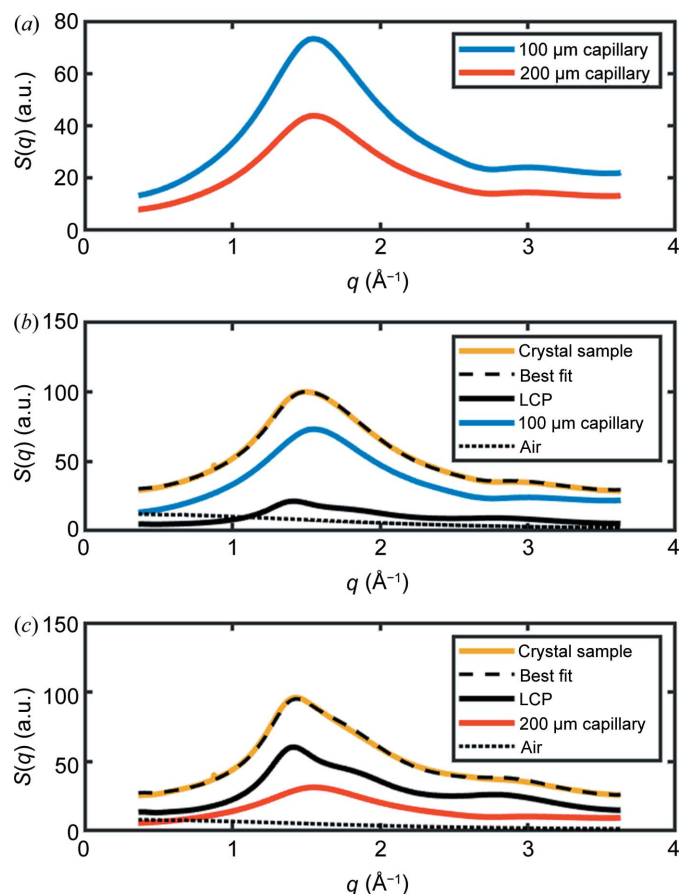 (a)
80
60
40
20
0
S(q) (a.u.)
100 µm capillary
200 µm capillary
0 1 2 3 4
q (Å⁻¹)
(b)
150
100
50
0
S(q) (a.u.)
Crystal sample
Best fit
LCP
100 µm capillary
Air
0 1 2 3 4
q (Å⁻¹)
(c)
150
100
50
0
S(q) (a.u.)
Crystal sample
Best fit
LCP
200 µm capillary
Air
0 1 2 3 4
q (Å⁻¹)